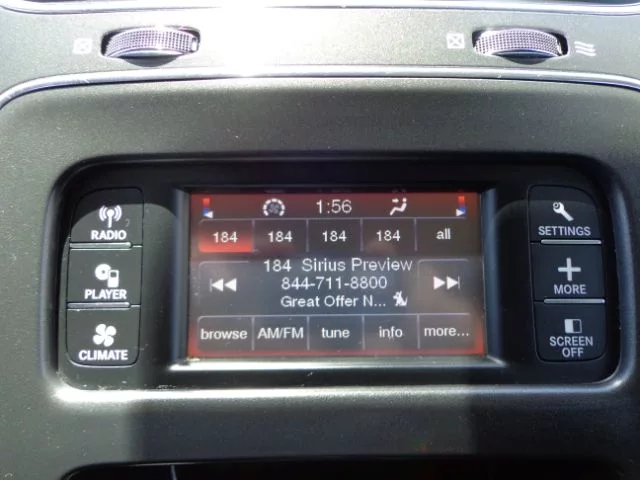 1:56
184 184 184 184 all
184 Sirius Preview
844-711-8800
Great Offer N...
browse AM/FM tune info more...
RADIO
PLAYER
CLIMATE
SETTINGS
MORE
SCREEN
OFF